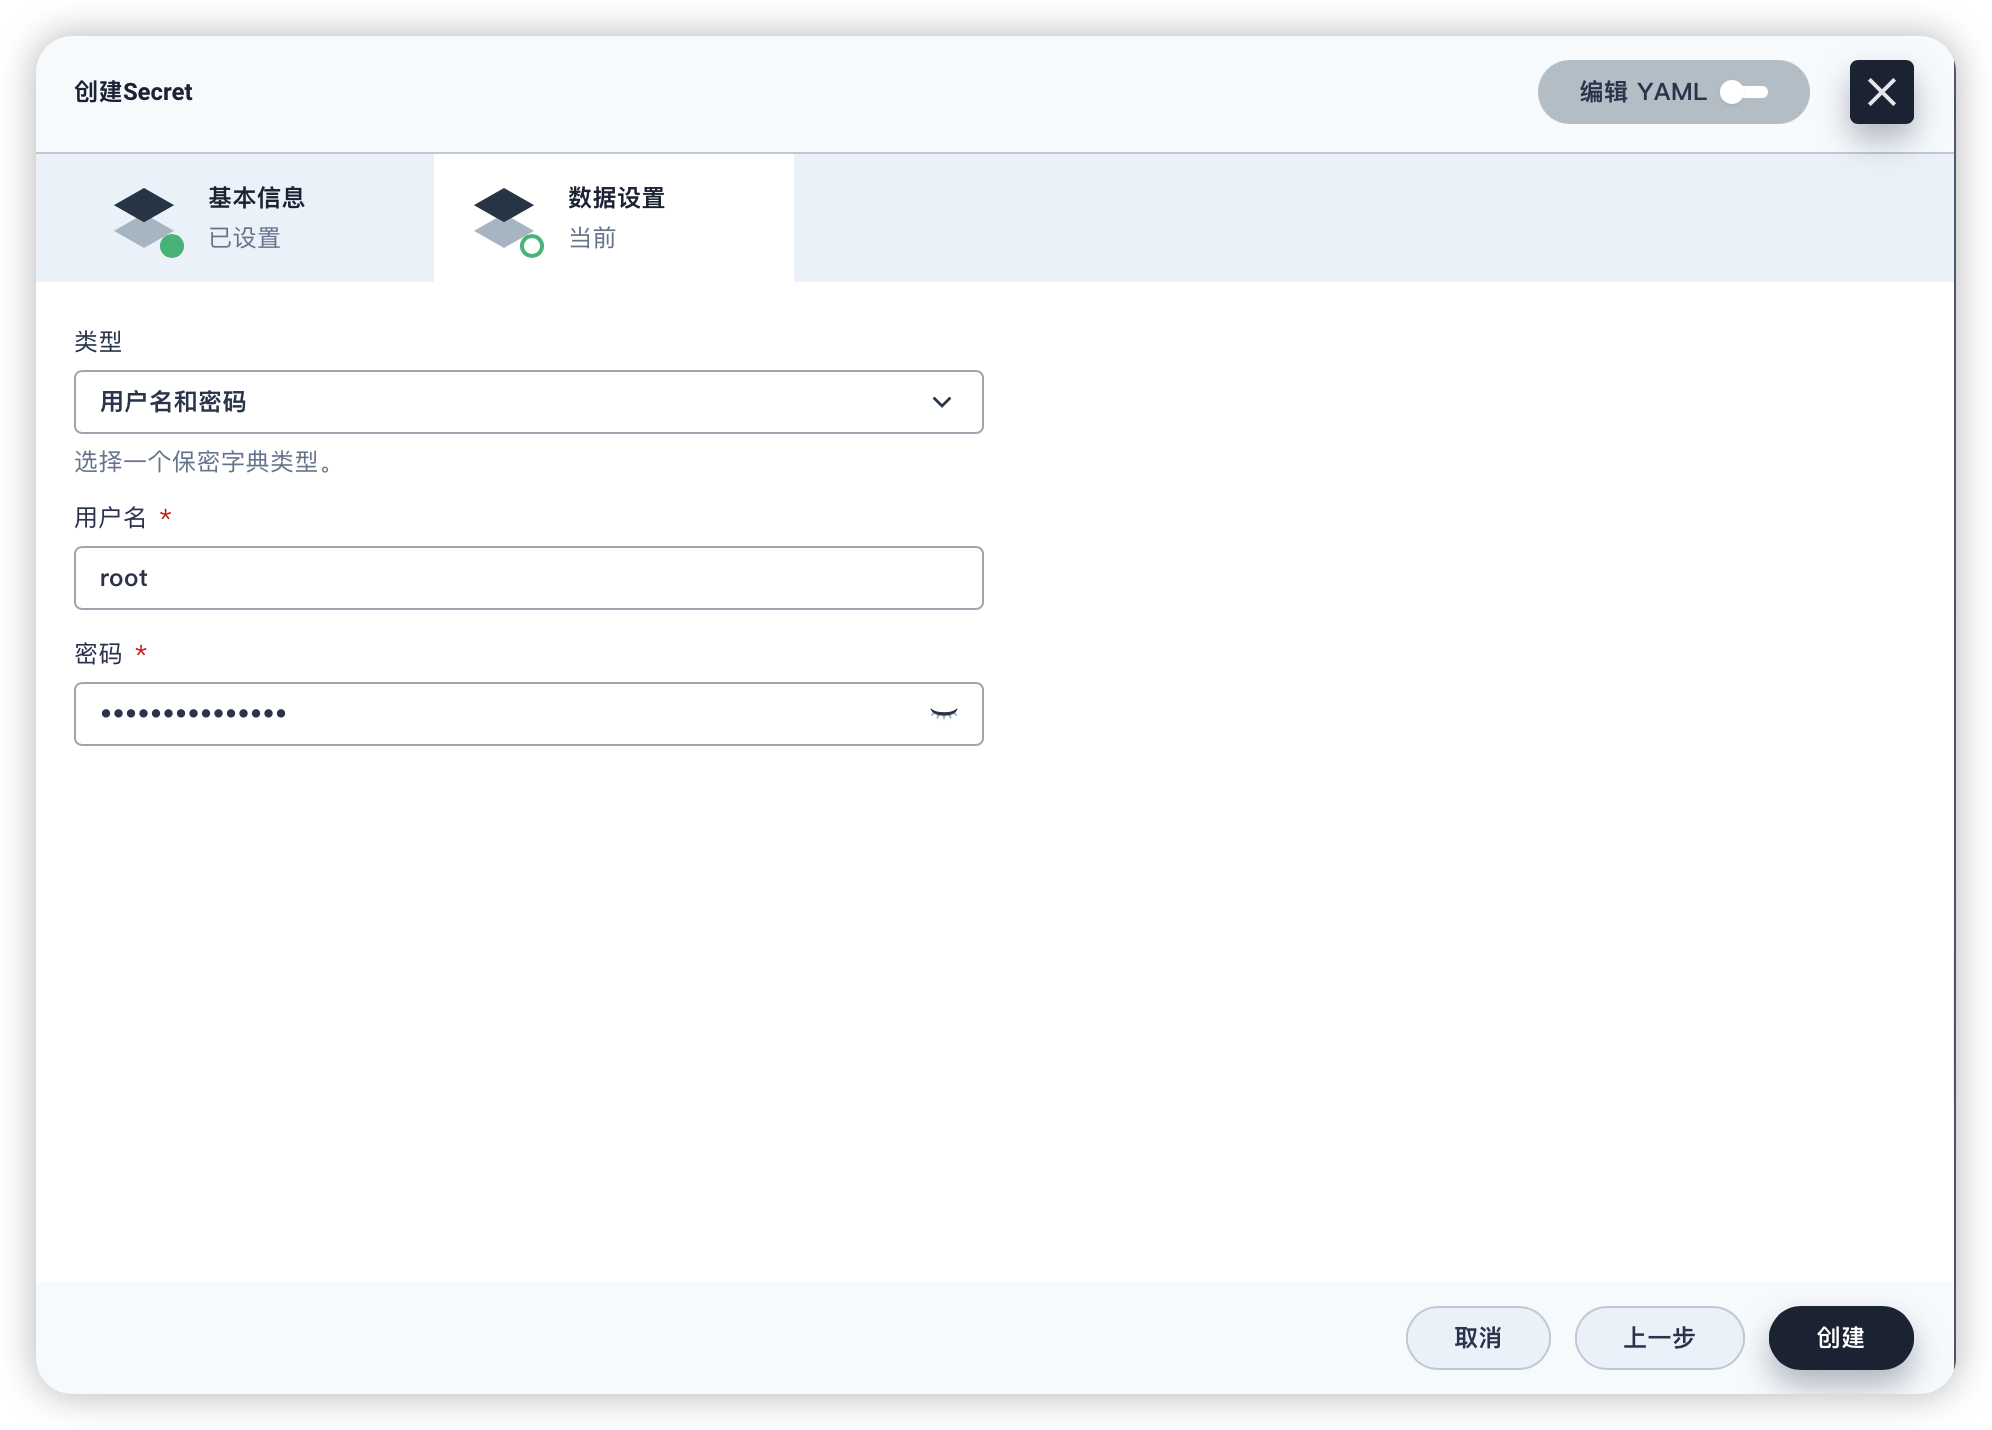 创建Secret
编辑 YAML
基本信息
已设置
数据设置
当前
类型
用户名和密码
选择一个保密字典类型。
用户名 *
root
密码 *
•••••••••••••••
取消
上一步
创建